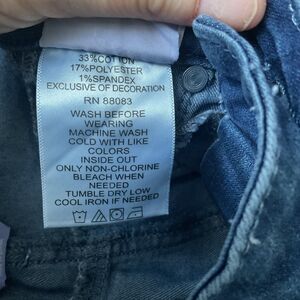 33%COTTON
17%POLYESTER
1%SPANDEX
EXCLUSIVE OF DECORATION
RN 88083
WASH BEFORE
WEARING
MACHINE WASH
COLD WITH LIKE
COLORS
INSIDE OUT
ONLY NON-CHLORINE
BLEACH WHEN
NEEDED
TUMBLE DRY LOW
COOL IRON IF NEEDED